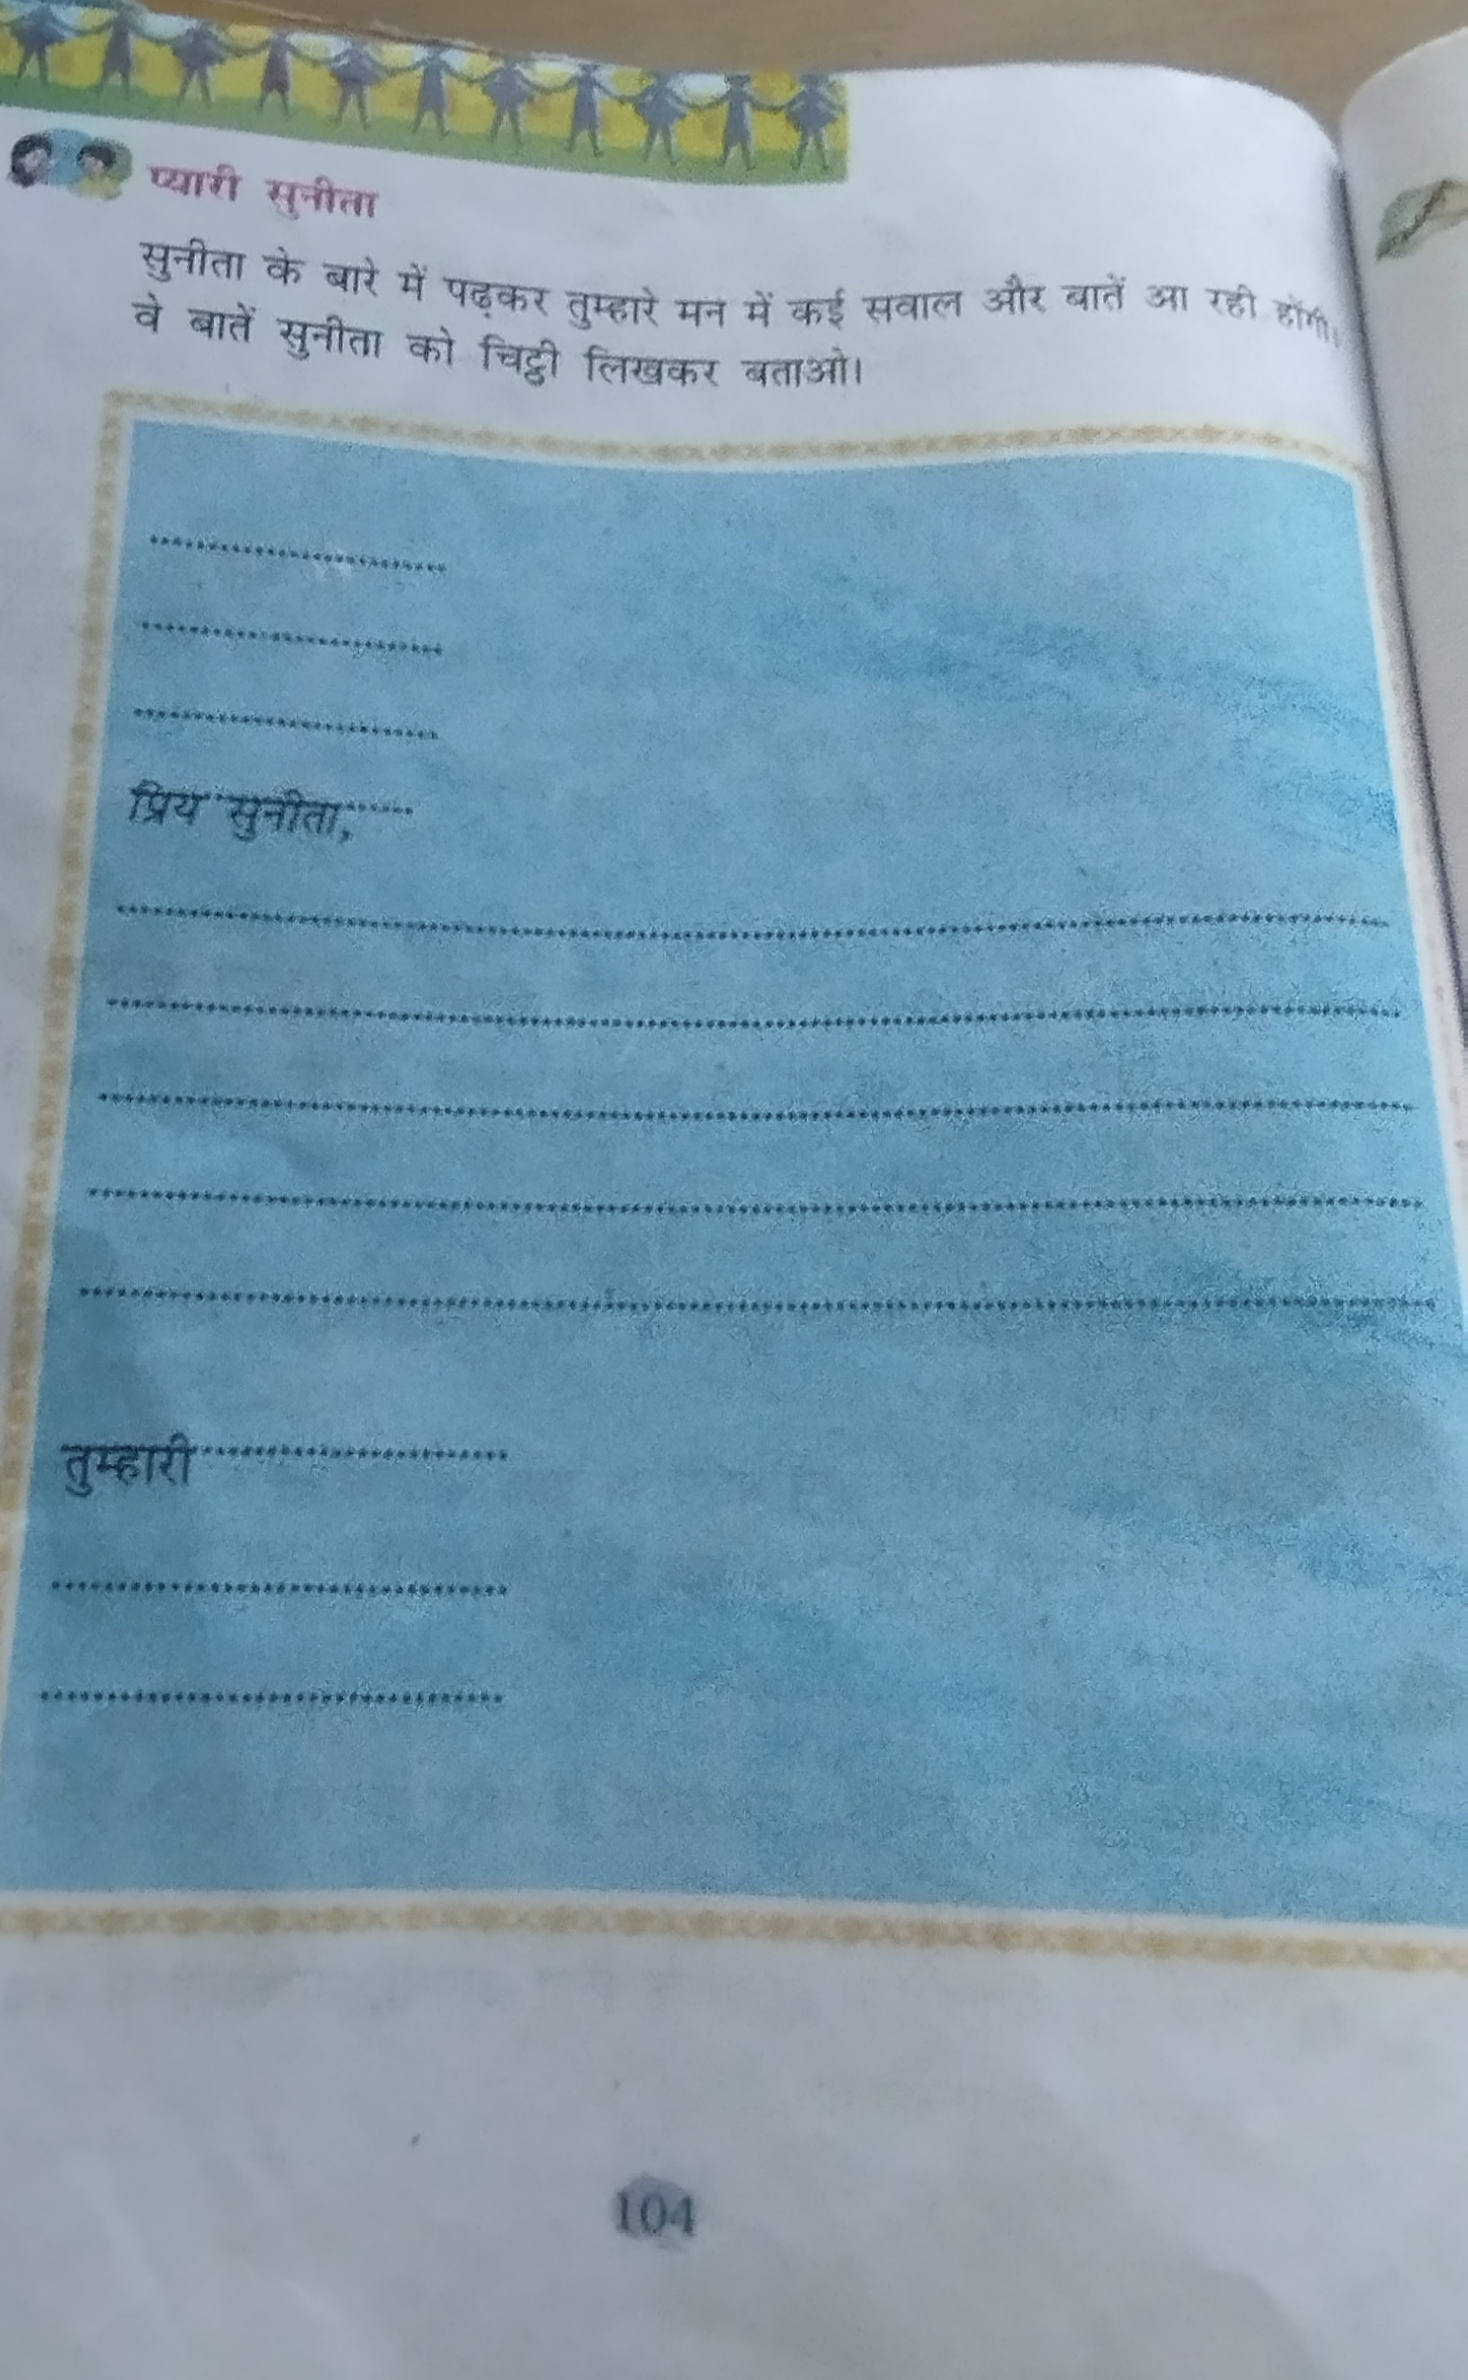 प्यारी सुनीता
सुनीता के बारे में पढ़कर तुम्हारे मन में कई सवाल और बातें आ रही होंगी।
वे बातें सुनीता को चिट्ठी लिखकर बताओ।
प्रिय सुनीता,
तुम्हारी
104